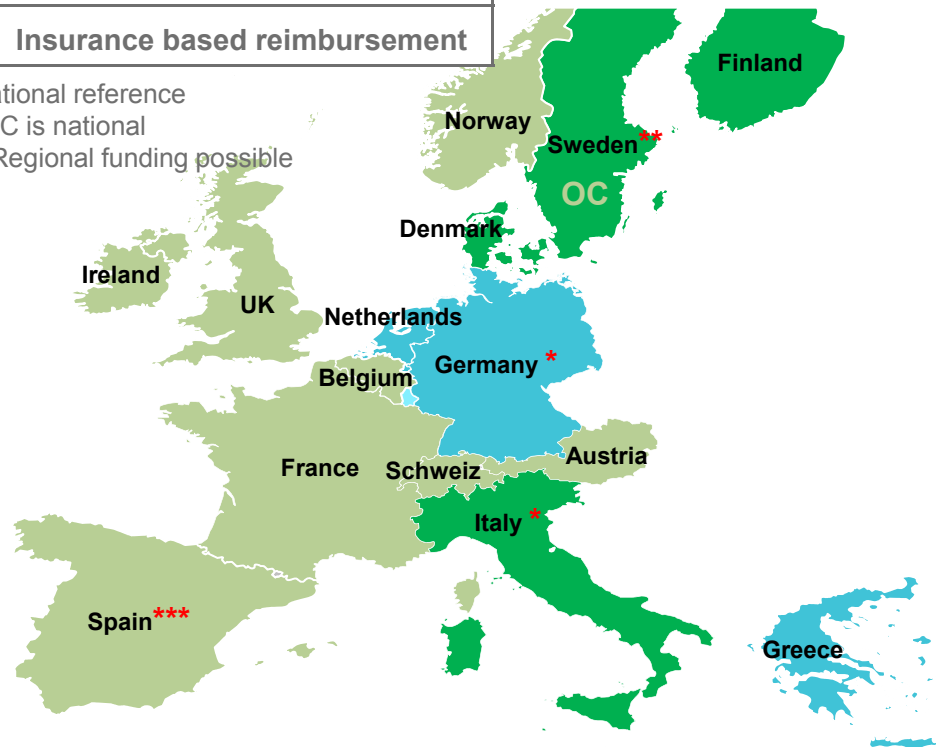 Insurance based reimbursement
ational reference
C is national
Regional funding possible
Finland
Norway
Sweden**
OC
Denmark
Ireland
UK
Netherlands
Germany *
Belgium
Austria
France
Schweiz
Italy *
Spain***
Greece